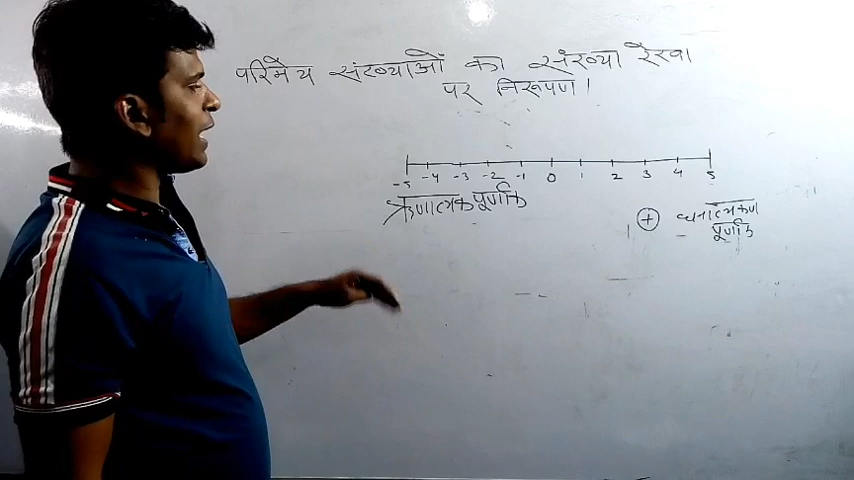 परिमेय संख्याओं का संख्या रेखा
पर निरूपण।
-5 -4 -3 -2 -1 0 1 2 3 4 5
ऋणात्मक पूर्णांक
+ धनात्मक
पूर्णांक